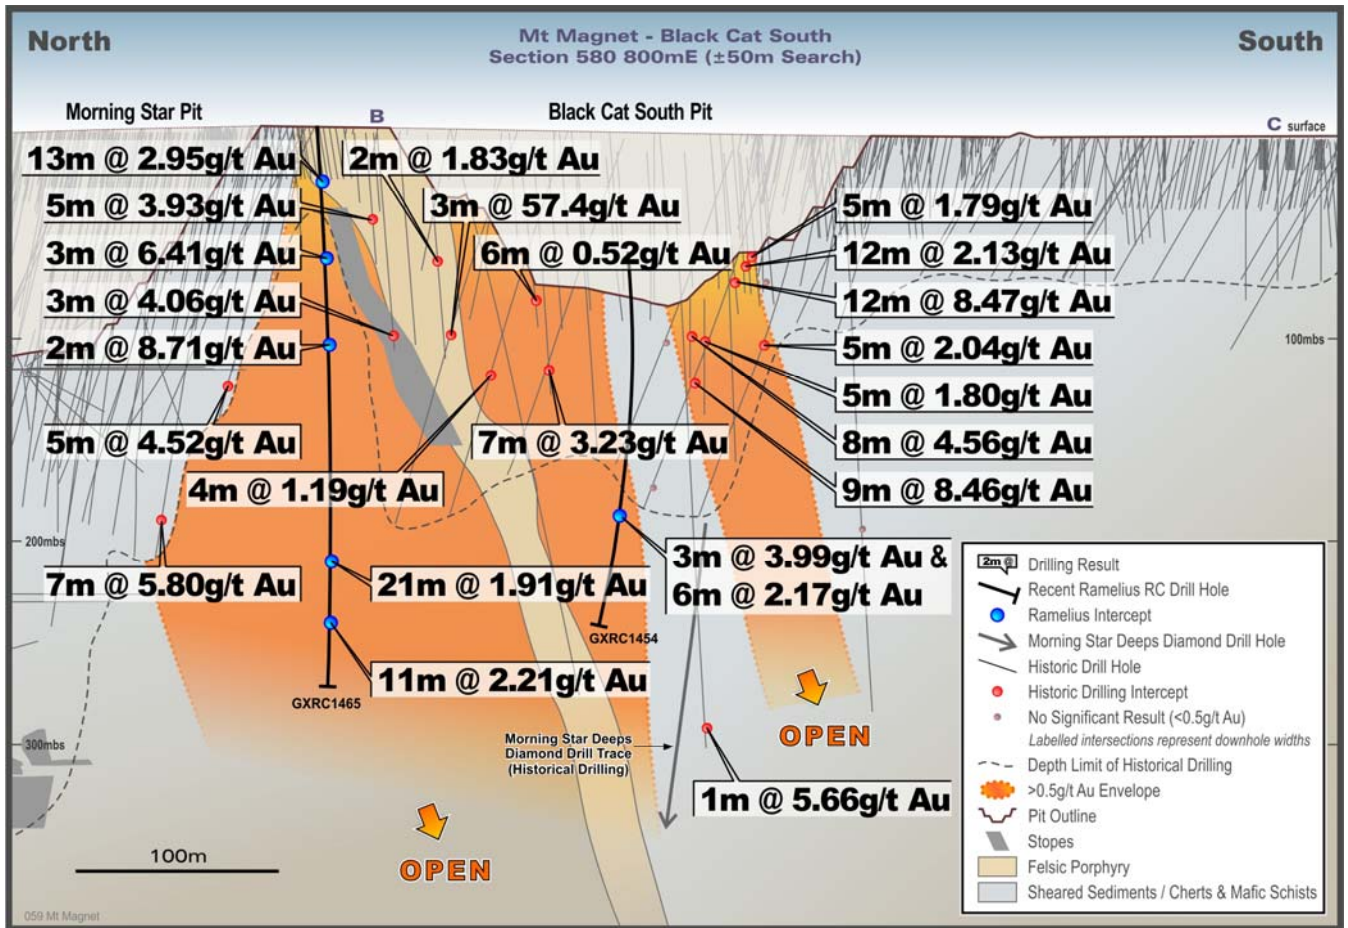 North
Mt Magnet - Black Cat South
Section 580 800mE (±50m Search)
South
Morning Star Pit
B
Black Cat South Pit
C surface
13m @ 2.95g/t Au
2m @ 1.83g/t Au
5m @ 3.93g/t Au
3m @ 57.4g/t Au
5m @ 1.79g/t Au
3m @ 6.41g/t Au
6m @ 0.52g/t Au
12m @ 2.13g/t Au
3m @ 4.06g/t Au
12m @ 8.47g/t Au
2m @ 8.71g/t Au
100mbs
5m @ 2.04g/t Au
5m @ 1.80g/t Au
5m @ 4.52g/t Au
7m @ 3.23g/t Au
8m @ 4.56g/t Au
4m @ 1.19g/t Au
9m @ 8.46g/t Au
200mbs
7m @ 5.80g/t Au
21m @ 1.91g/t Au
3m @ 3.99g/t Au &
6m @ 2.17g/t Au
GXRC1454
11m @ 2.21g/t Au
GXRC1465
OPEN
300mbs
Morning Star Deeps
Diamond Drill Trace
(Historical Drilling)
1m @ 5.66g/t Au
100m
OPEN
059 Mt Magnet
2m @
Drilling Result
Recent Ramelius RC Drill Hole
Ramelius Intercept
Morning Star Deeps Diamond Drill Hole
Historic Drill Hole
Historic Drilling Intercept
No Significant Result (<0.5g/t Au)
Labelled intersections represent downhole widths
Depth Limit of Historical Drilling
>0.5g/t Au Envelope
Pit Outline
Stopes
Felsic Porphyry
Sheared Sediments / Cherts & Mafic Schists